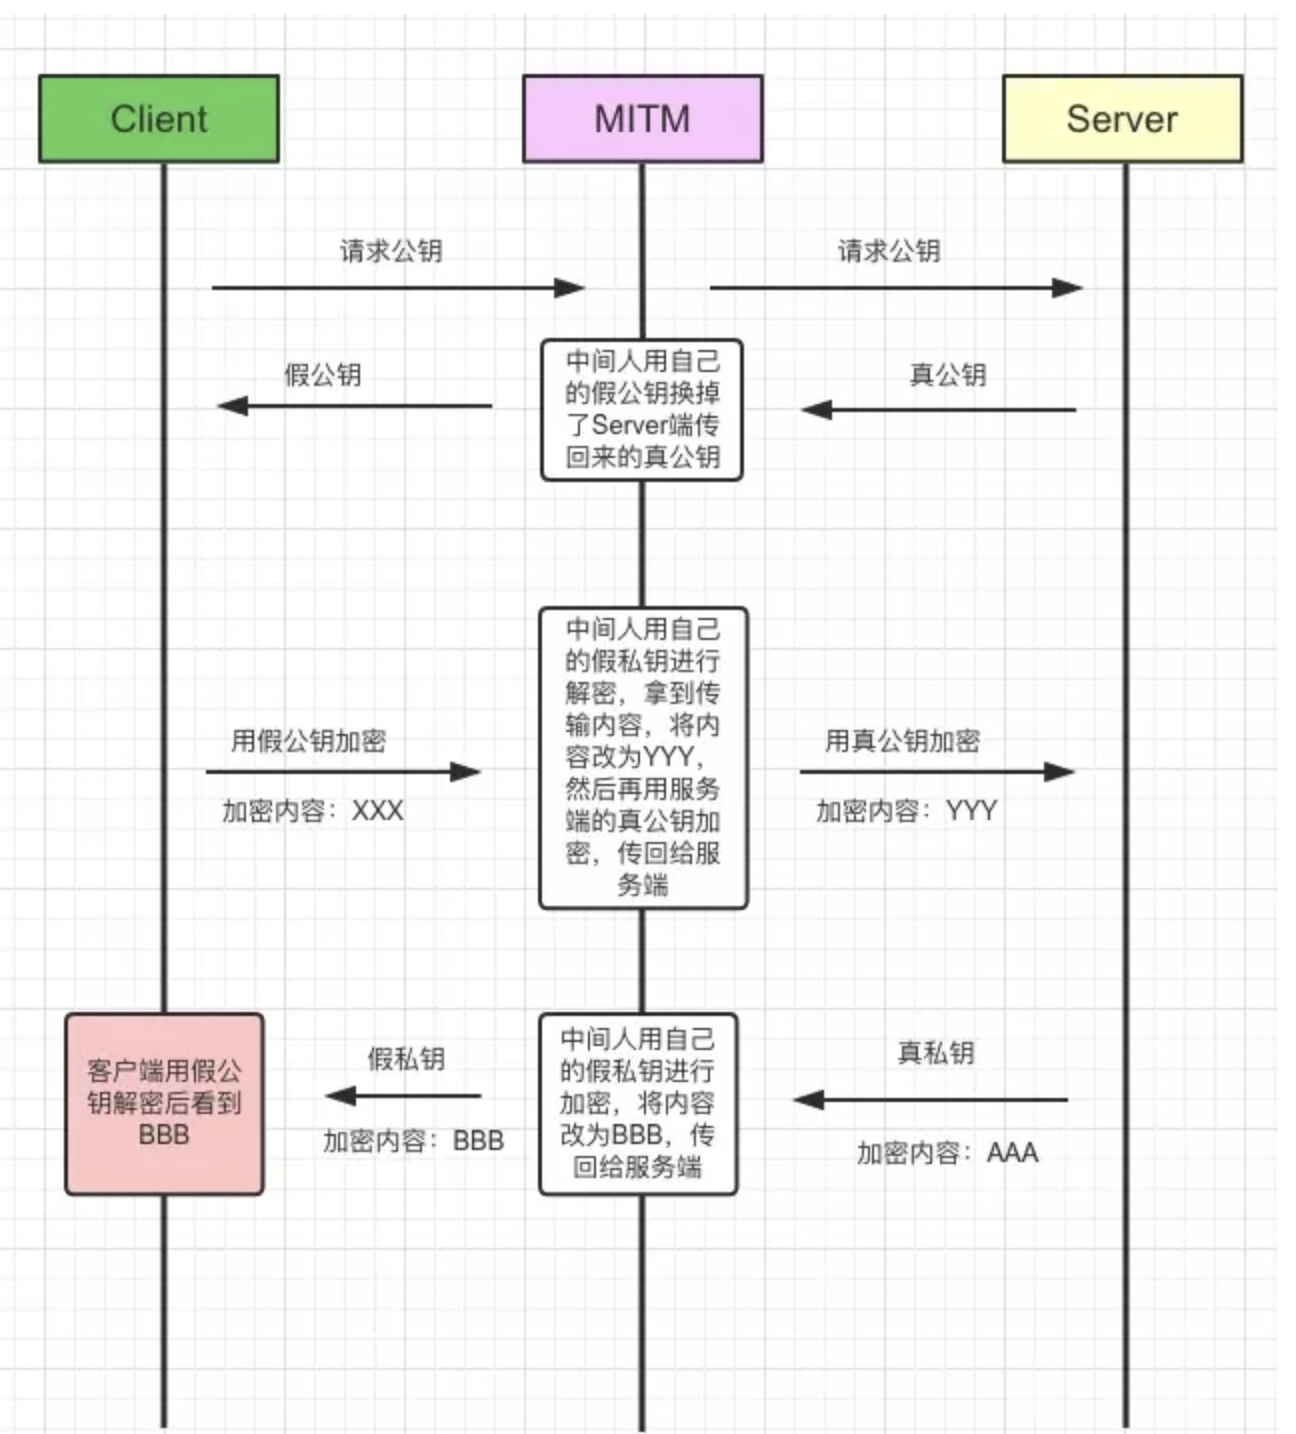 Client
MITM
Server
请求公钥
请求公钥
假公钥
中间人用自己
的假公钥换掉
了Server端传
回来的真公钥
真公钥
用假公钥加密
加密内容：XXX
中间人用自己
的假私钥进行
解密，拿到传
输内容，将内
容改为YYY，
然后再用服务
端的真公钥加
密，传回给服
务端
用真公钥加密
加密内容：YYY
客户端用假公
钥解密后看到
BBB
假私钥
加密内容：BBB
中间人用自己
的假私钥进行
加密，将内容
改为BBB，传
回给服务端
真私钥
加密内容：AAA